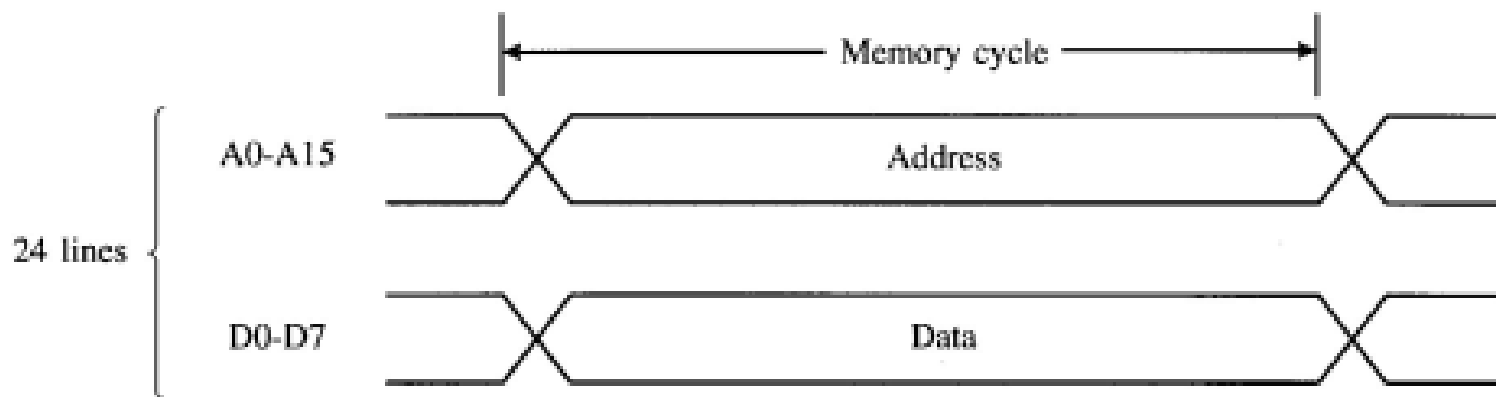 Memory cycle
A0-A15
Address
24 lines
D0-D7
Data